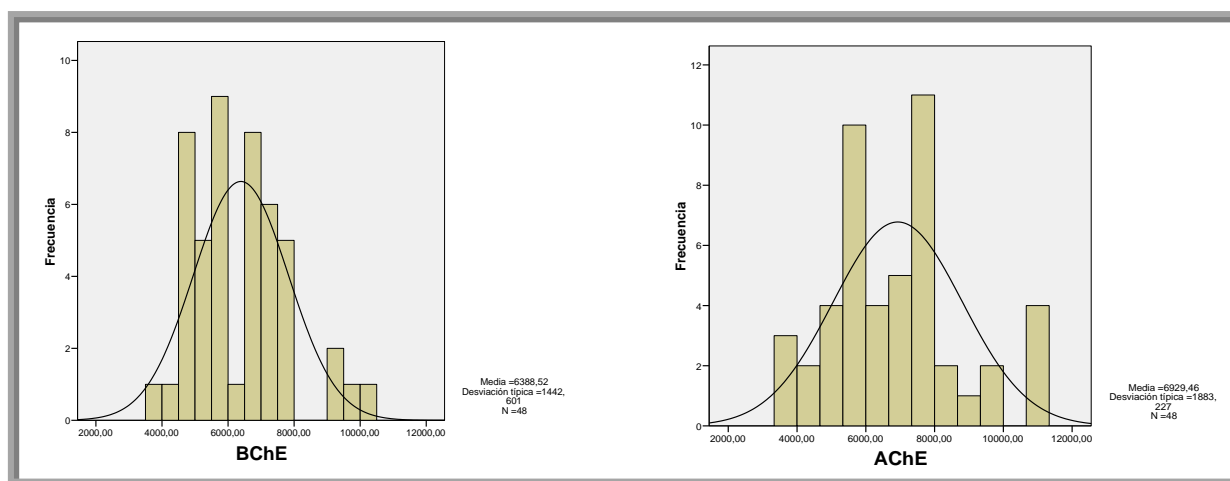 10
8
6
4
2
0
Frecuencia
2000,00 4000,00 6000,00 8000,00 10000,00 12000,00
BChE
Media =6388,52
Desviación típica =1442,
601
N =48
12
10
8
6
4
2
0
Frecuencia
2000,00 4000,00 6000,00 8000,00 10000,00 12000,00
AChE
Media =6929,46
Desviación típica =1883,
227
N =48